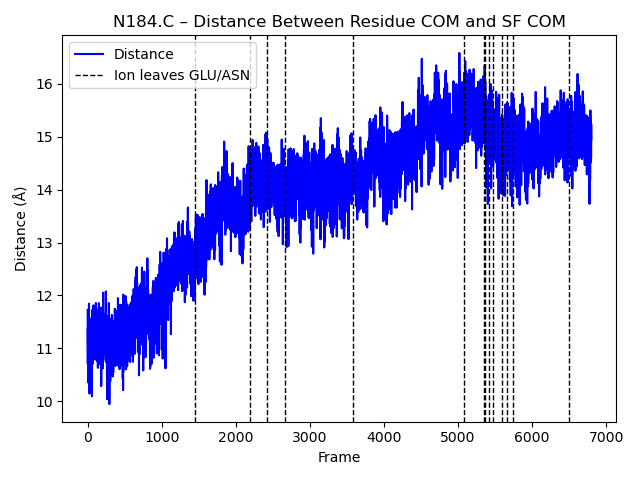 N184.C – Distance Between Residue COM and SF COM
Distance
Ion leaves GLU/ASN
Distance (Å)
16
15
14
13
12
11
10
0 1000 2000 3000 4000 5000 6000 7000
Frame